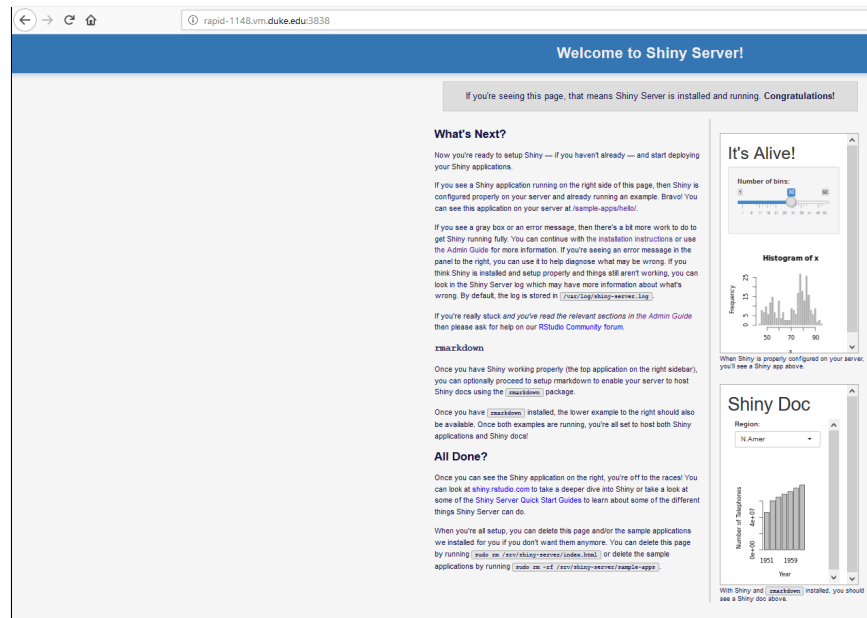 rapid-1148.vm.duke.edu:3838
Welcome to Shiny Server!
If you're seeing this page, that means Shiny Server is installed and running. Congratulations!
What's Next?
Now you're ready to setup Shiny — if you haven't already — and start deploying
your Shiny applications.
If you see a Shiny application running on the right side of this page, then Shiny is
configured properly on your server and already running an example. Bravo! You
can see this application on your server at /sample-apps/hello/.
If you see a gray box or an error message, then there's a bit more work to do to
get Shiny running fully. You can continue with the installation instructions or use
the Admin Guide for more information. If you're seeing an error message in the
panel to the right, you can use it to help diagnose what may be wrong. If you
think Shiny is installed and setup properly and things still aren't working, you can
look in the Shiny Server log which may have more information about what's
wrong. By default, the log is stored in /var/log/shiny-server.log.
If you're really stuck and you've read the relevant sections in the Admin Guide
then please ask for help on our RStudio Community forum.
rmarkdown
Once you have Shiny working properly (the top application on the right sidebar),
you can optionally proceed to setup rmarkdown to enable your server to host
Shiny docs using the rmarkdown package.
Once you have rmarkdown installed, the lower example to the right should also
be available. Once both examples are running, you're all set to host both Shiny
applications and Shiny docs!
All Done?
Once you can see the Shiny application on the right, you're off to the races! You
can look at shiny.rstudio.com to take a deeper dive into Shiny or take a look at
some of the Shiny Server Quick Start Guides to learn about some of the different
things Shiny Server can do.
When you're all setup, you can delete this page and/or the sample applications
we installed for you if you don't want them anymore. You can delete this page
by running sudo rm /srv/shiny-server/index.html or delete the sample
applications by running sudo rm -rf /srv/shiny-server/sample-apps.
It's Alive!
Number of bins:
1 30 50
1 6 11 16 21 26 31 36 41 46 50
Histogram of x
Frequency
25
15
5
0
50 70 90
When Shiny is properly configured on your server,
you'll see a Shiny app above.
Shiny Doc
Region:
N.Amer
Number of Telephones
4e+07
0e+00
1951 1959
Year
With Shiny and rmarkdown installed, you should
see a Shiny doc above.